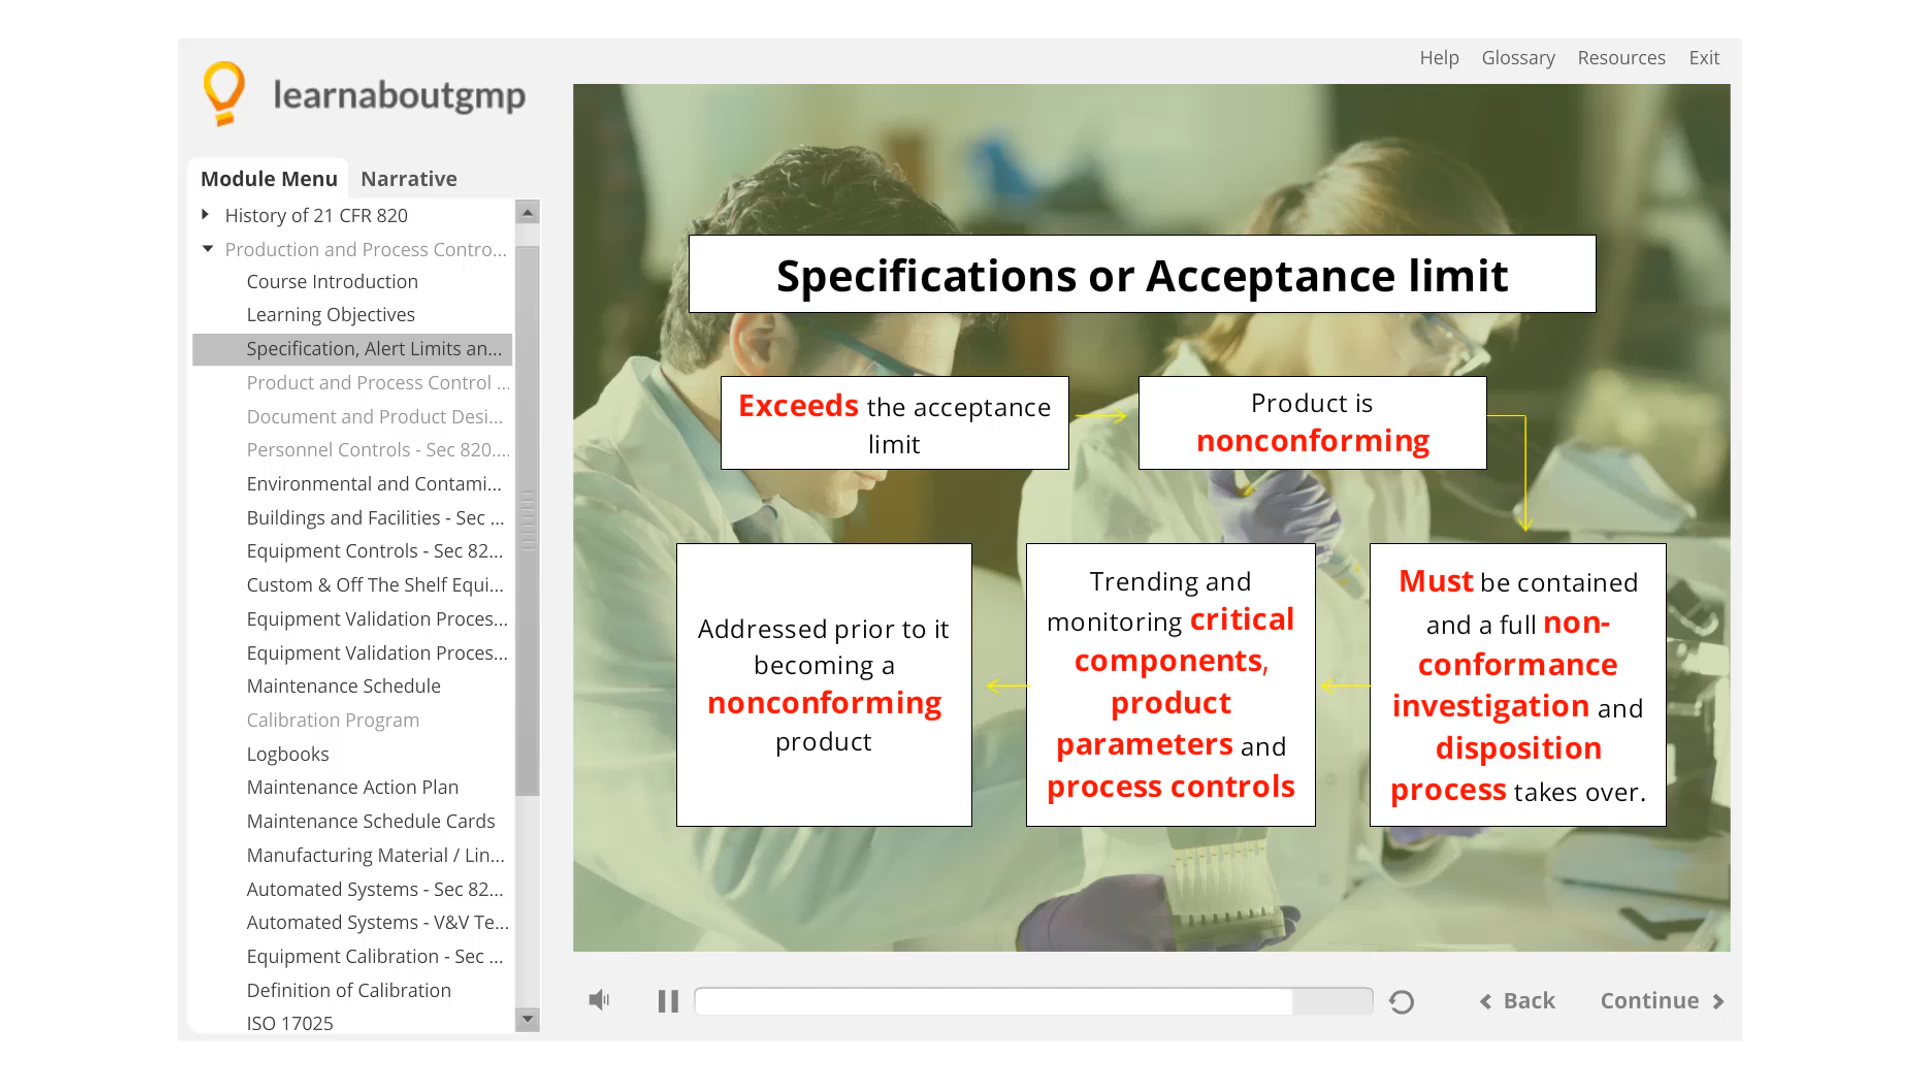 Help Glossary Resources Exit
learnaboutgmp
Module Menu Narrative
History of 21 CFR 820
Production and Process Contro...
Course Introduction
Learning Objectives
Specification, Alert Limits an...
Product and Process Control ...
Document and Product Desi...
Personnel Controls - Sec 820....
Environmental and Contami...
Buildings and Facilities - Sec ...
Equipment Controls - Sec 82...
Custom & Off The Shelf Equi...
Equipment Validation Proces...
Equipment Validation Proces...
Maintenance Schedule
Calibration Program
Logbooks
Maintenance Action Plan
Maintenance Schedule Cards
Manufacturing Material / Lin...
Automated Systems - Sec 82...
Automated Systems - V&V Te...
Equipment Calibration - Sec ...
Definition of Calibration
ISO 17025
Specifications or Acceptance limit
Exceeds the acceptance
limit
Product is
nonconforming
Must be contained
and a full non-
conformance
investigation and
disposition
process takes over.
Trending and
monitoring critical
components,
product
parameters and
process controls
Addressed prior to it
becoming a
nonconforming
product
Back Continue